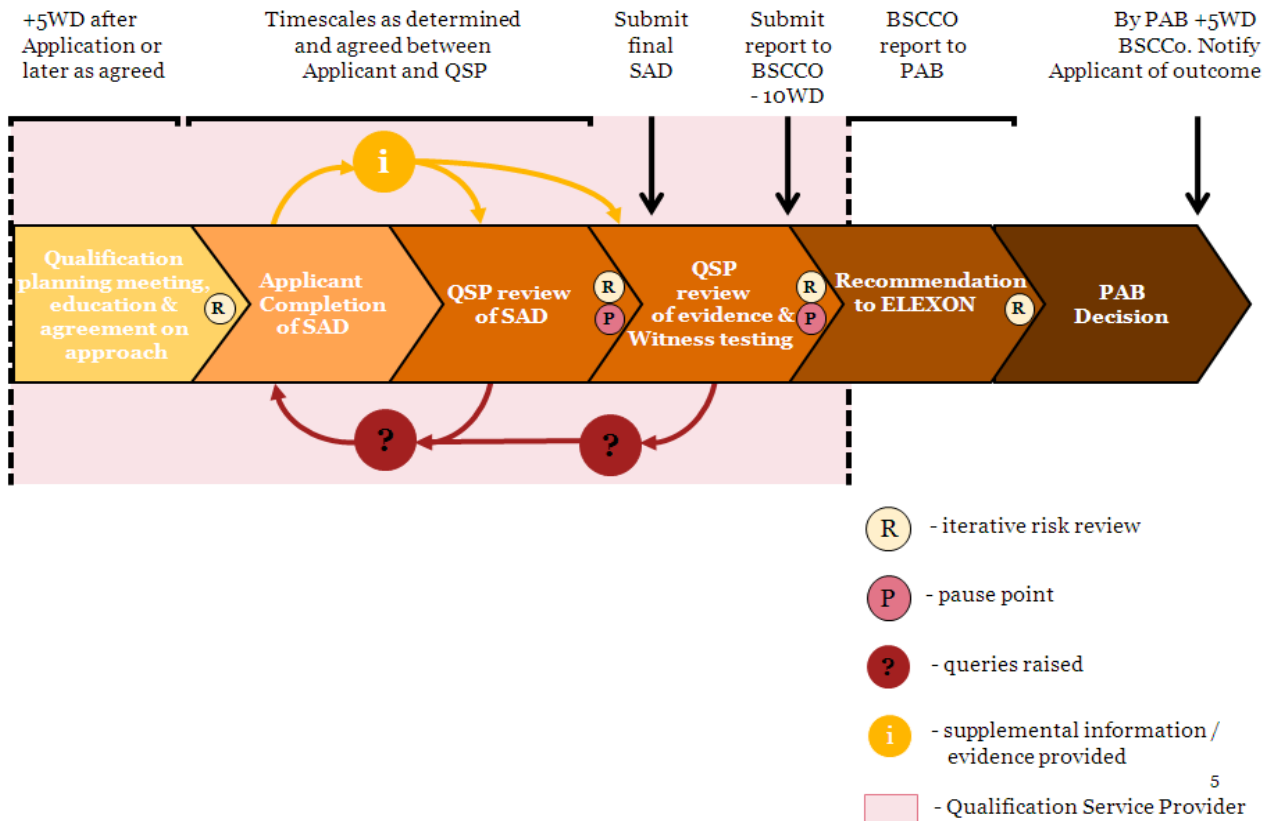 +5WD after
Application or
later as agreed
Timescales as determined
and agreed between
Applicant and QSP
Submit
final
SAD
Submit
report to
BSCCO
- 10WD
BSCCO
report to
PAB
By PAB +5WD
BSCCo. Notify
Applicant of outcome
i
Qualification
planning meeting,
education &
agreement on
approach
R
Applicant
Completion
of SAD
QSP review
of SAD
R
P
QSP
review
of evidence &
Witness testing
R
P
Recommendation
to ELEXON
R
PAB
Decision
?
?
R - iterative risk review
P - pause point
? - queries raised
i - supplemental information /
evidence provided
5
- Qualification Service Provider